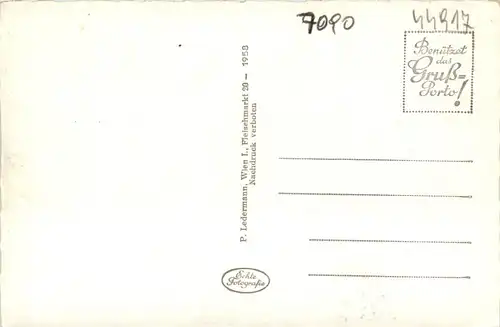 7090
44917
Benützet
das
Gruß-
Porto!
P. Ledermann, Wien I., Fleischmarkt 20 — 1958
Nachdruck verboten
Echte
Fotografie